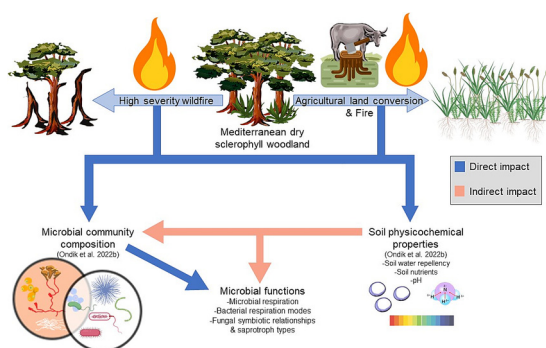 High severity wildfire
Agricultural land conversion
& Fire
Mediterranean dry
sclerophyll woodland
Direct impact
Indirect impact
Microbial community
composition
(Ondik et al. 2022b)
Soil physicochemical
properties
(Ondik et al. 2022b)
-Soil water repellency
-Soil nutrients
-pH
Microbial functions
-Microbial respiration
-Bacterial respiration modes
-Fungal symbiotic relationships
& saprotroph types